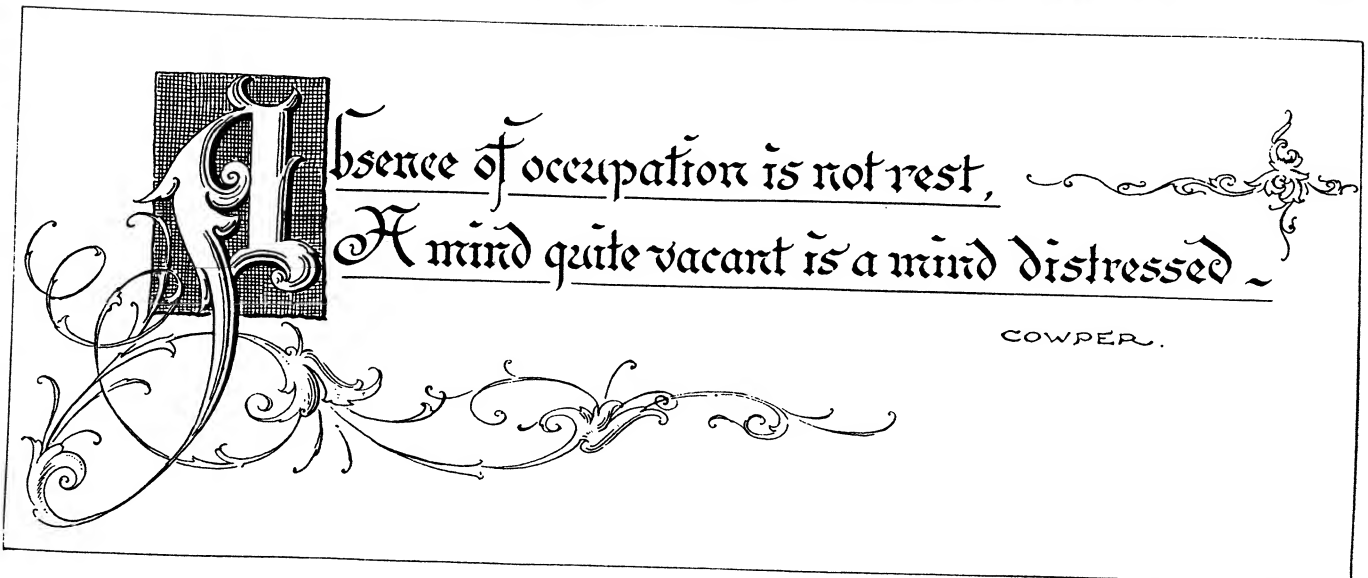 Absence of occupation is not rest,
A mind quite vacant is a mind distressed ~
COWPER.